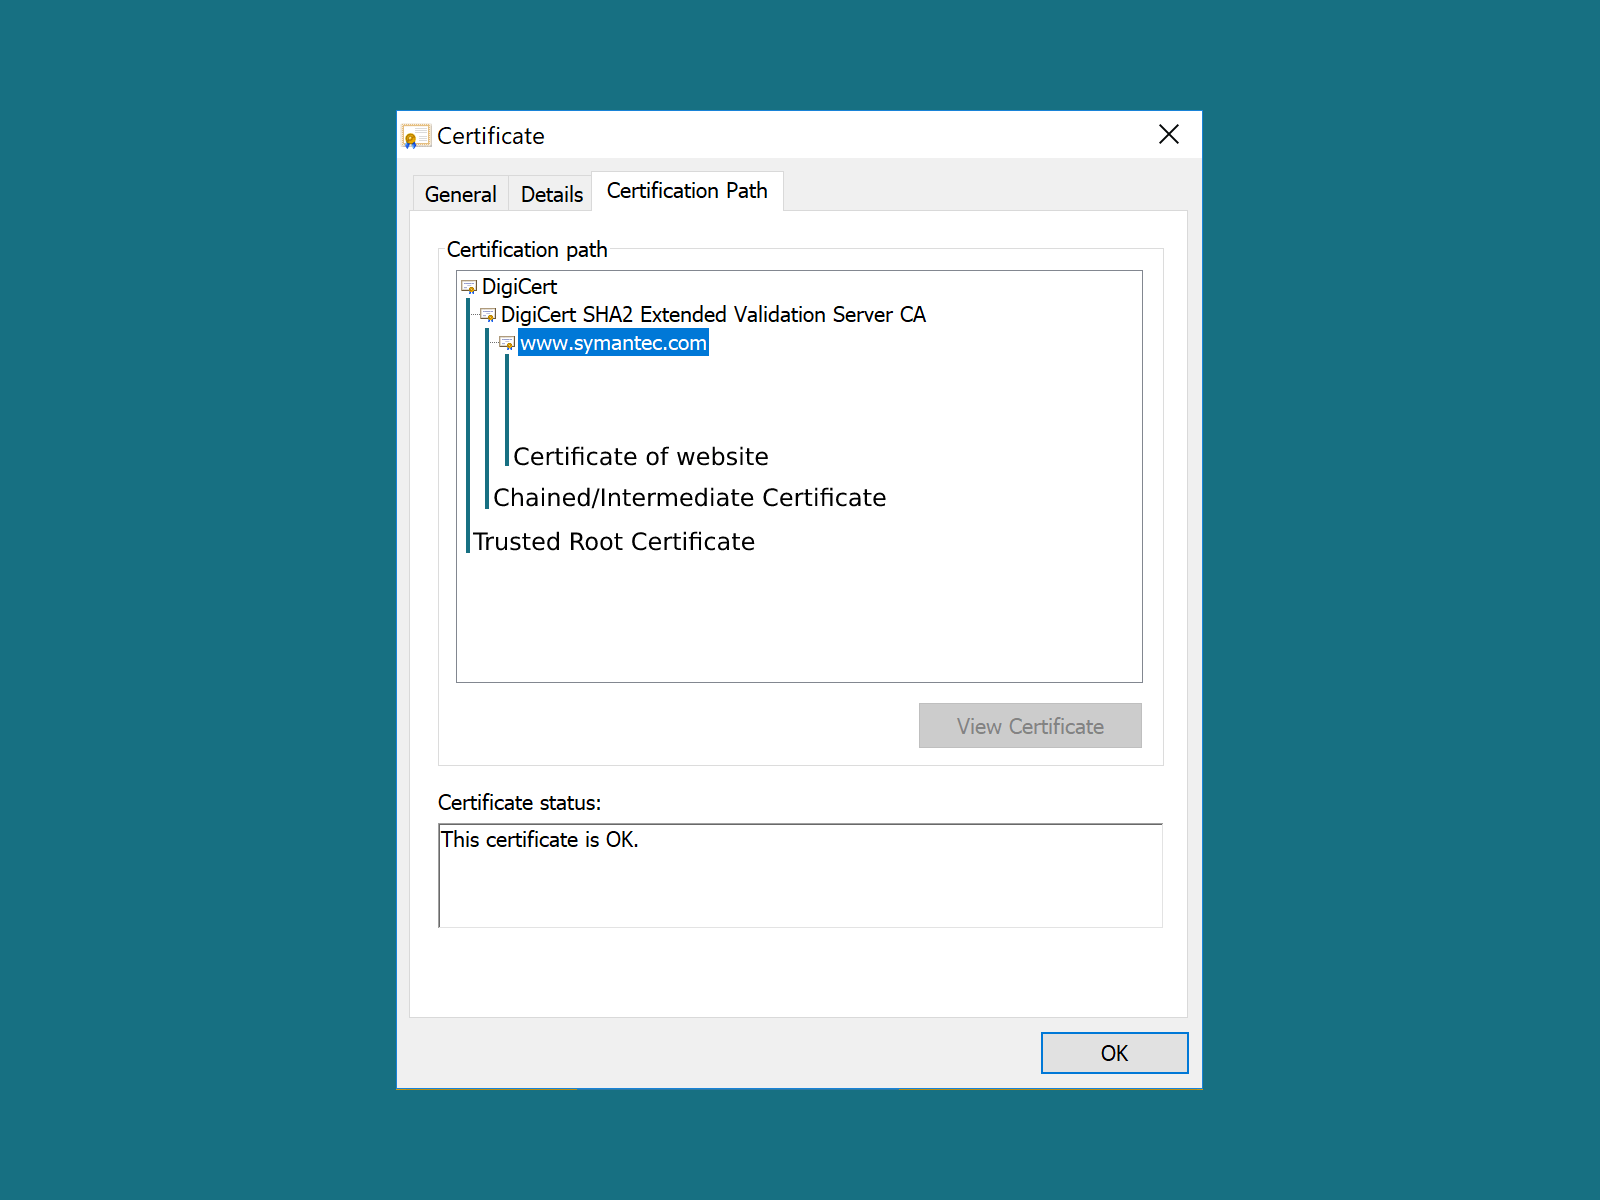 Certificate
General Details Certification Path
Certification path
DigiCert
DigiCert SHA2 Extended Validation Server CA
www.symantec.com
Certificate of website
Chained/Intermediate Certificate
Trusted Root Certificate
View Certificate
Certificate status:
This certificate is OK.
OK